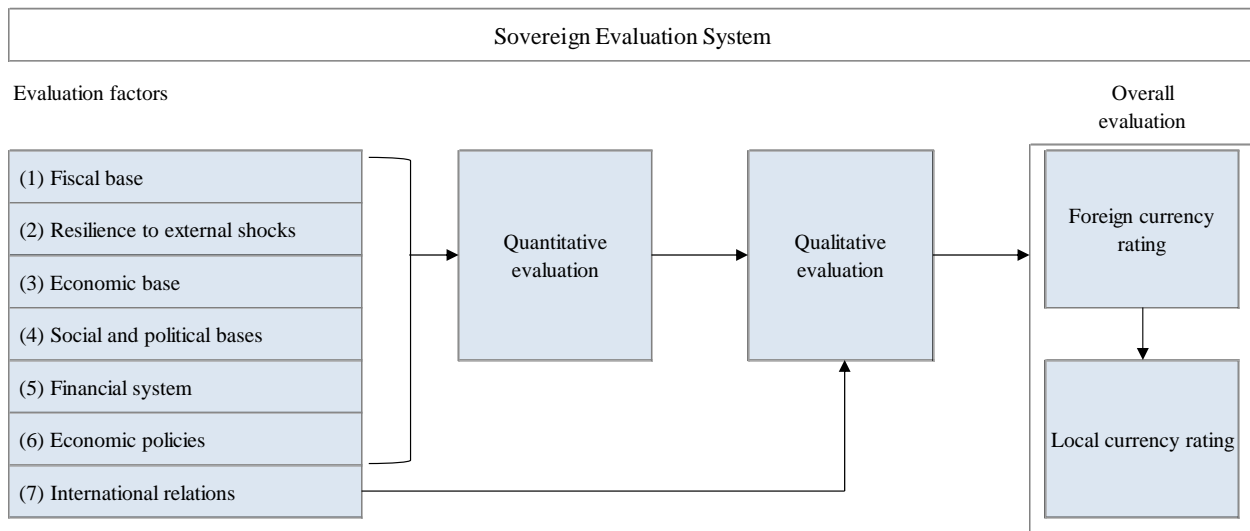 Sovereign Evaluation System
Evaluation factors
Overall
evaluation
(1) Fiscal base
(2) Resilience to external shocks
(3) Economic base
(4) Social and political bases
(5) Financial system
(6) Economic policies
(7) International relations
Quantitative
evaluation
Qualitative
evaluation
Foreign currency
rating
Local currency rating